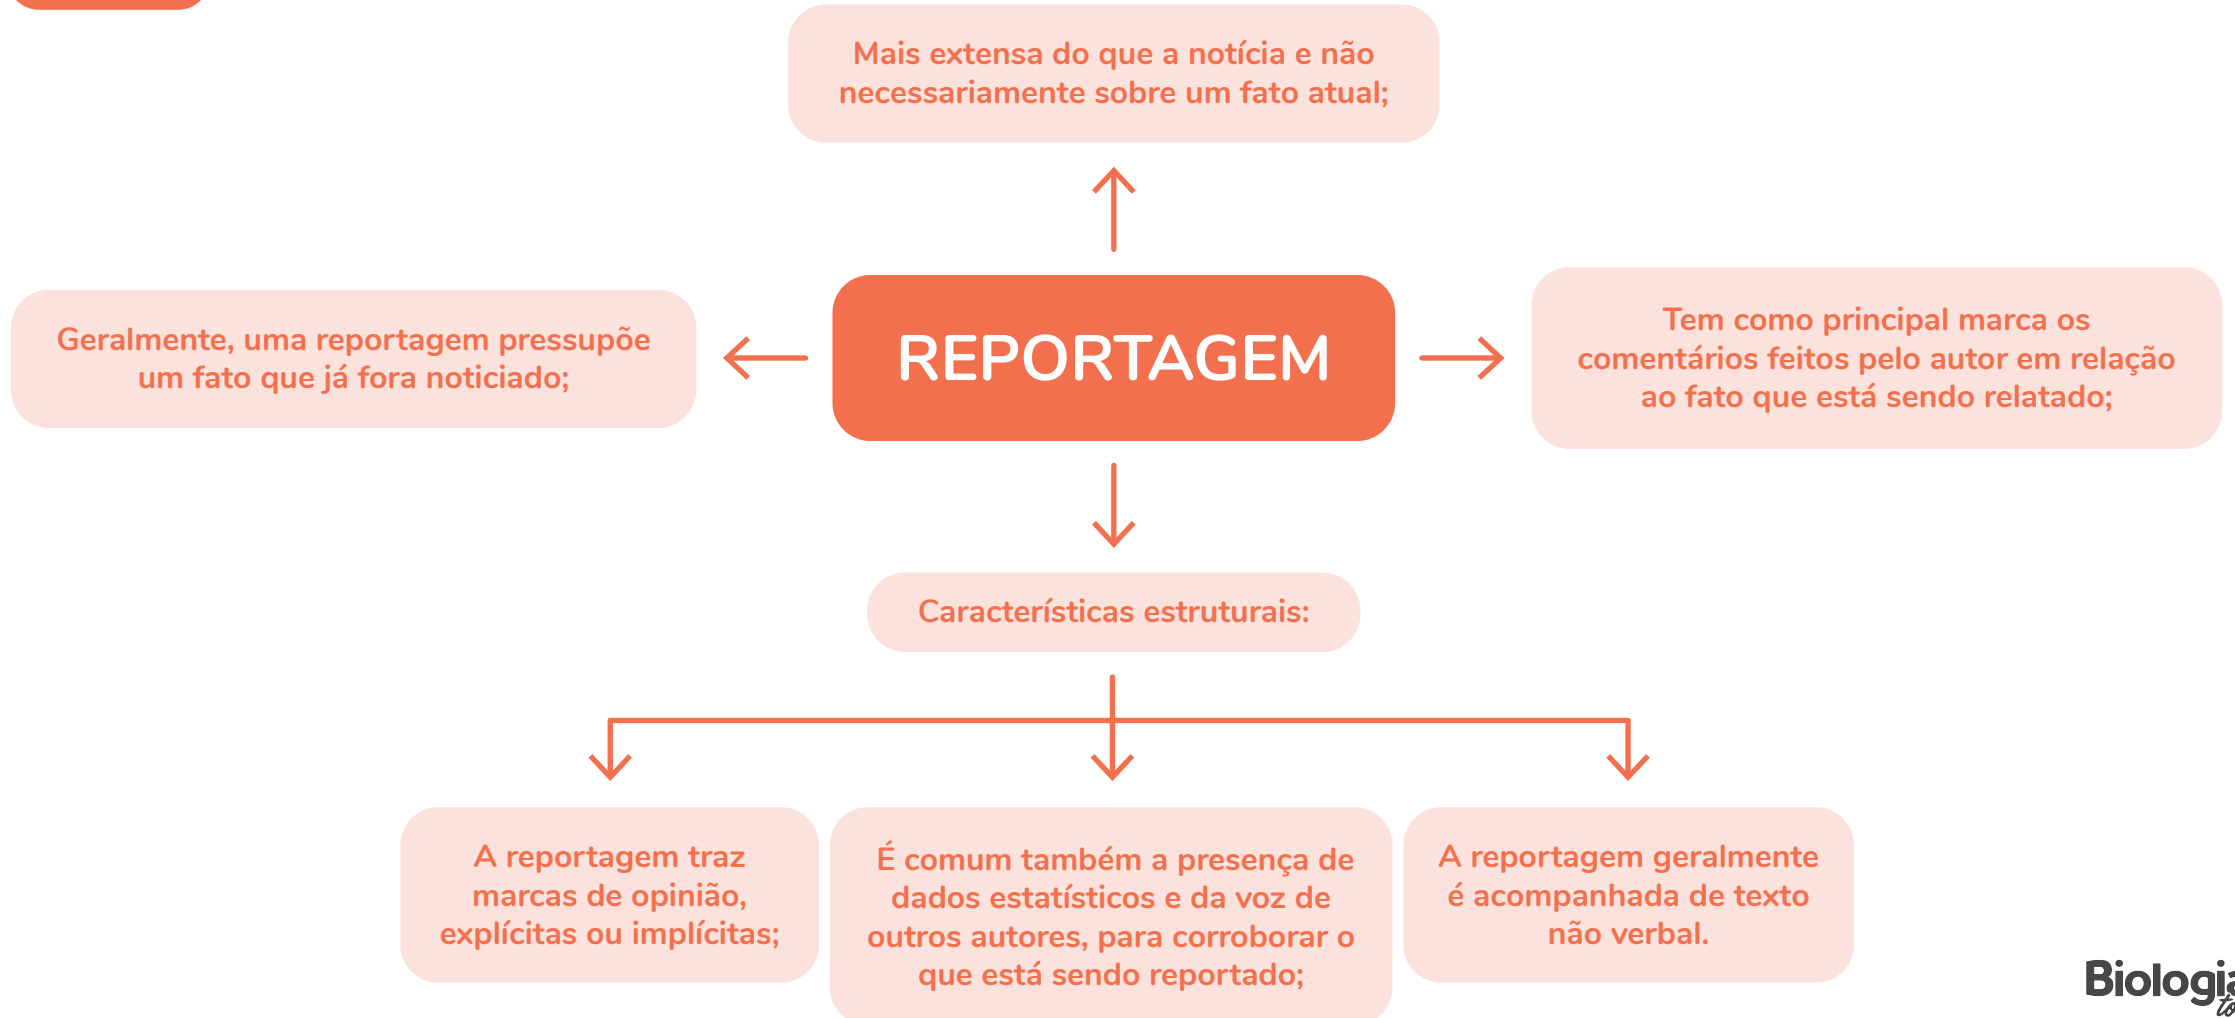 Mais extensa do que a notícia e não
necessariamente sobre um fato atual;
Geralmente, uma reportagem pressupõe
um fato que já fora noticiado;
REPORTAGEM
Tem como principal marca os
comentários feitos pelo autor em relação
ao fato que está sendo relatado;
Características estruturais:
A reportagem traz
marcas de opinião,
explícitas ou implícitas;
É comum também a presença de
dados estatísticos e da voz de
outros autores, para corroborar o
que está sendo reportado;
A reportagem geralmente
é acompanhada de texto
não verbal.
Biologia